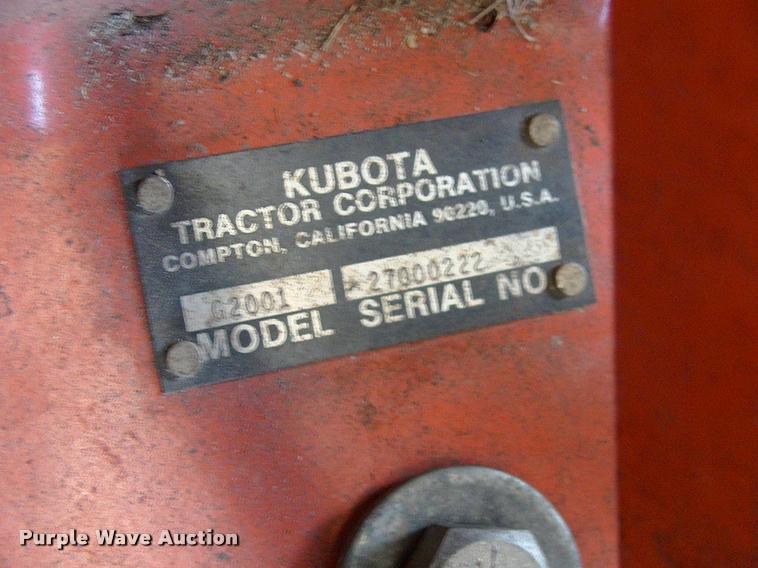 KUBOTA
TRACTOR CORPORATION
COMPTON, CALIFORNIA 90220, U.S.A.
G2001 *27000222
MODEL SERIAL NO
Purple Wave Auction